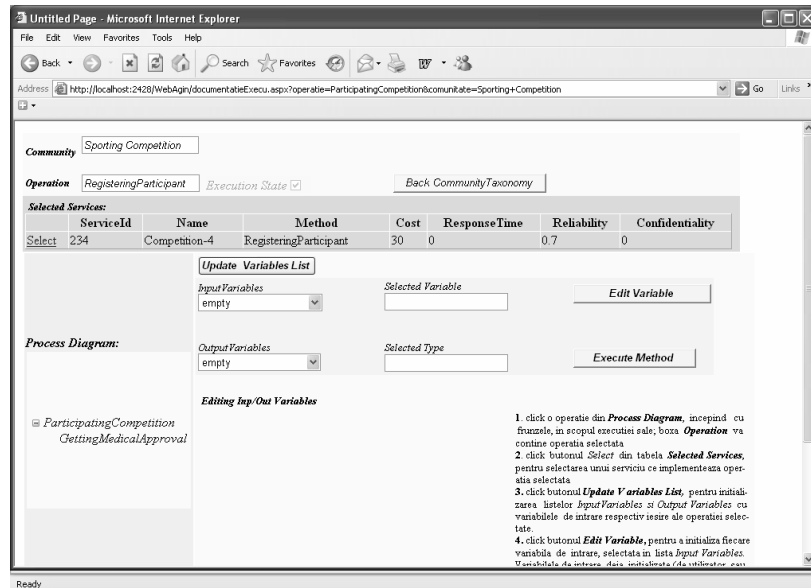 Untitled Page - Microsoft Internet Explorer
File Edit View Favorites Tools Help
Back Search Favorites
Address http://localhost:2428/WebAgin/documentatieExecu.aspx?operatie=ParticipatingCompetition&comunitate=Sporting+Competition Go Links »
Community Sporting Competition
Operation RegisteringParticipant Execution State Back CommunityTaxonomy
Selected Services:
ServiceId Name Method Cost ResponseTime Reliability Confidentiality
Select 234 Competition-4 RegisteringParticipant 30 0 0.7 0
Update Variables List
InputVariables Selected Variable
empty Edit Variable
Process Diagram:
OutputVariables Selected Type
empty Execute Method
Editing Inp/Out Variables
ParticipatingCompetition
GettingMedicalApproval
1. click o operatie din Process Diagram, incepind cu
frunzele, in scopul executiei sale; boxa Operation va
contine operatia selectata
2. click butonul Select din tabela Selected Services,
pentru selectarea unui serviciu ce implementeaza oper-
atia selectata
3. click butonul Update Variables List, pentru initiali-
zarea listelor InputVariables si Output Variables cu
variabilele de intrare respectiv iesire ale operatiei selec-
tate.
4. click butonul Edit Variable, pentru a initializa fiecare
variabila de intrare, selectata in lista Input Variables.
Variabilele de intrare deja initializate (de utilizator sau
Ready